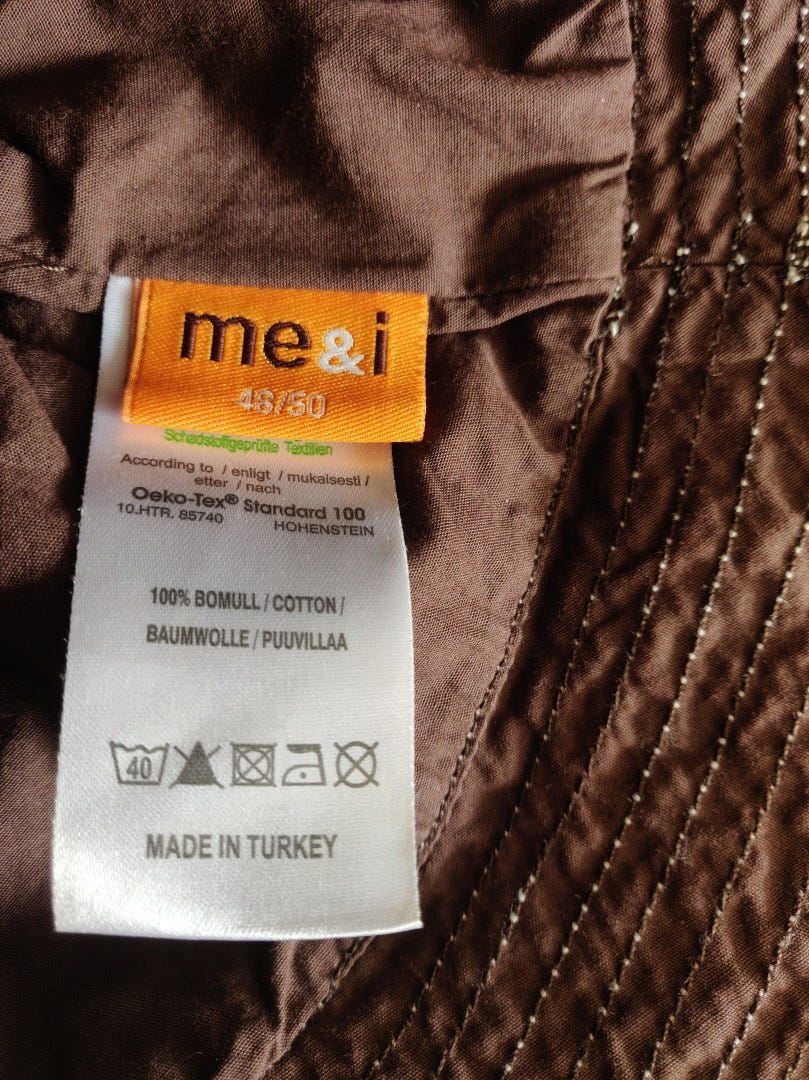 me&i
48/50
Schadstoffgeprüfte Textilien
According to / enligt / mukaisesti /
etter / nach
Oeko-Tex® Standard 100
10.HTR. 85740 HOHENSTEIN
100% BOMULL / COTTON /
BAUMWOLLE / PUUVILLAA
40
MADE IN TURKEY